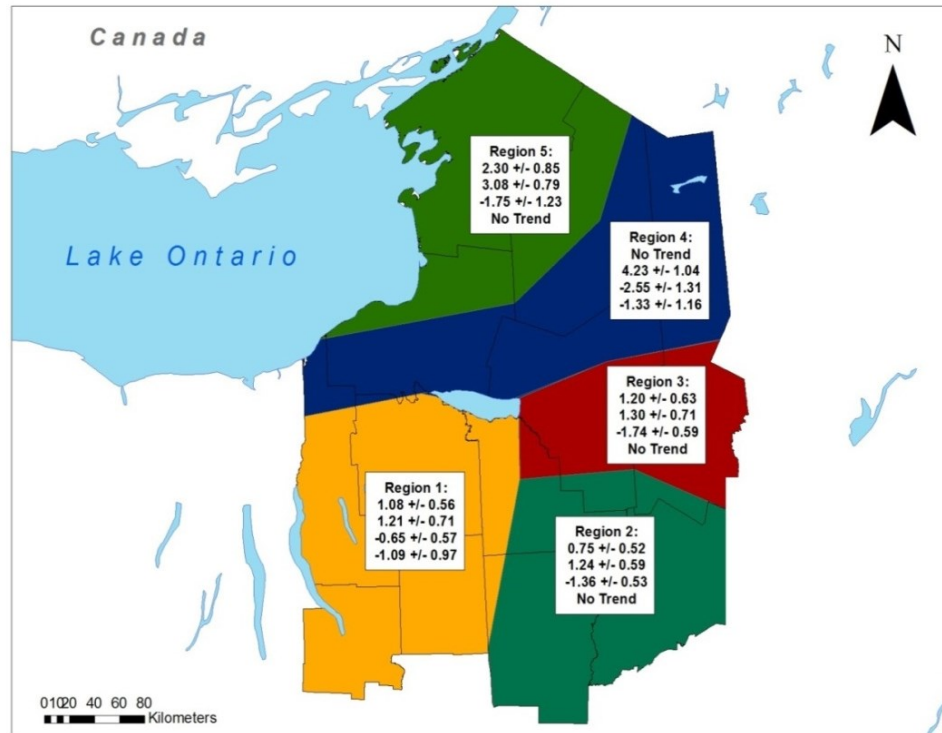 Canada
N
Lake Ontario
Region 5:
2.30 +/- 0.85
3.08 +/- 0.79
-1.75 +/- 1.23
No Trend
Region 4:
No Trend
4.23 +/- 1.04
-2.55 +/- 1.31
-1.33 +/- 1.16
Region 3:
1.20 +/- 0.63
1.30 +/- 0.71
-1.74 +/- 0.59
No Trend
Region 1:
1.08 +/- 0.56
1.21 +/- 0.71
-0.65 +/- 0.57
-1.09 +/- 0.97
Region 2:
0.75 +/- 0.52
1.24 +/- 0.59
-1.36 +/- 0.53
No Trend
0 10 20 40 60 80
Kilometers